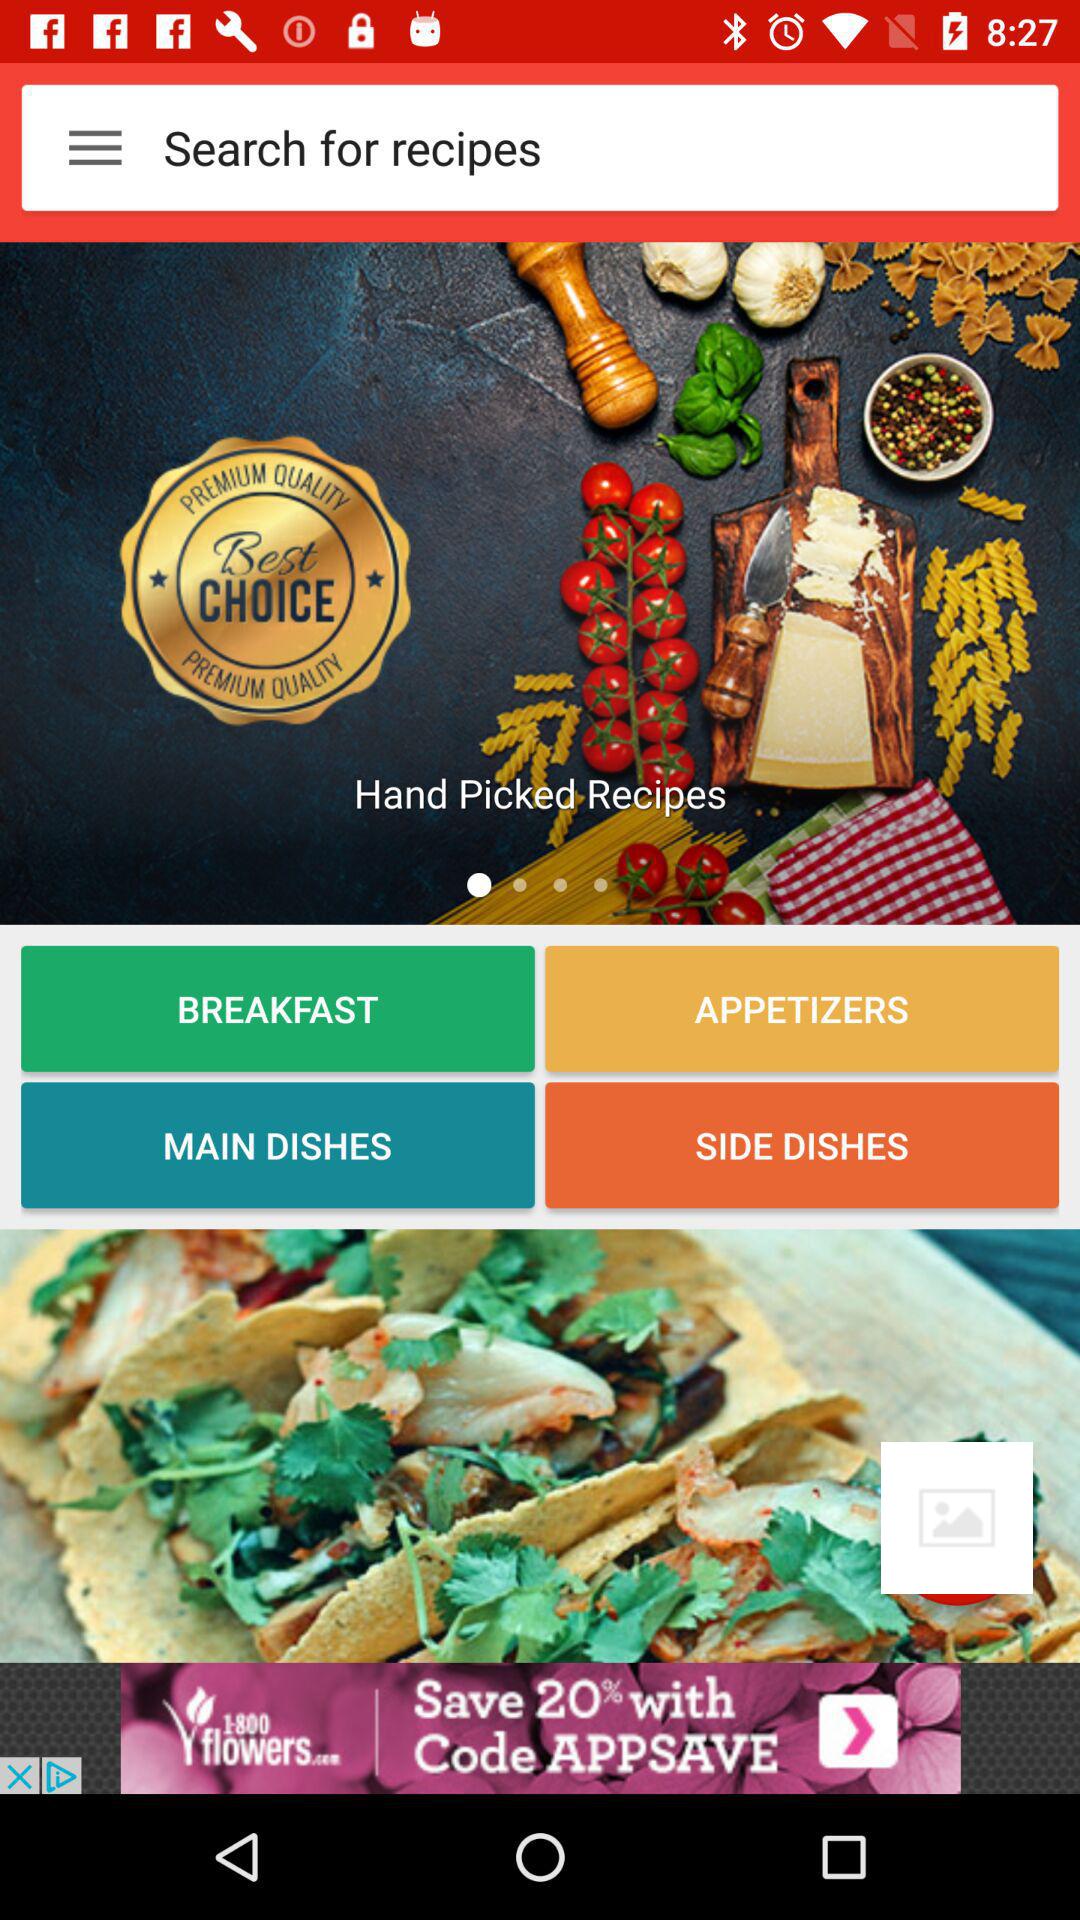 8:27
Search for recipes
PREMIUM QUALITY
Best
CHOICE
PREMIUM QUALITY
Hand Picked Recipes
BREAKFAST
APPETIZERS
MAIN DISHES
SIDE DISHES
1-800
flowers.com
Save 20% with
Code APPSAVE